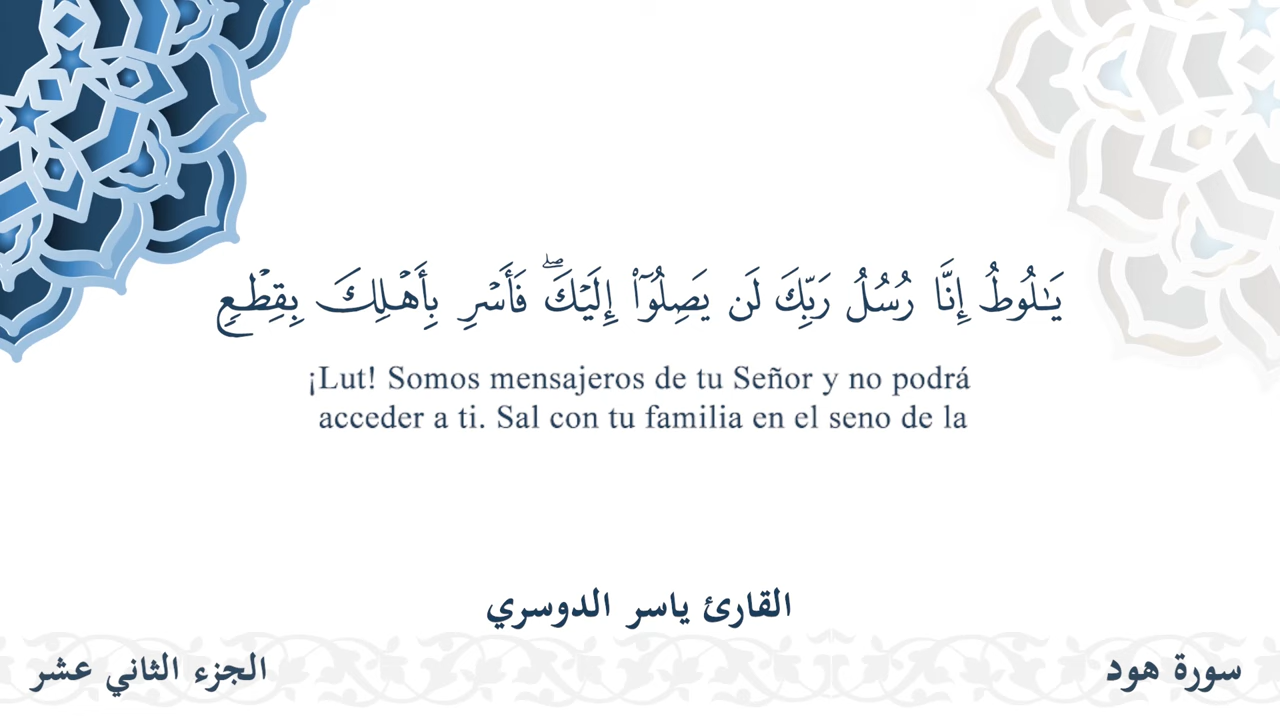 يَـٰلُوطُ إِنَّا رُسُلُ رَبِّكَ لَن يَصِلُوٓا۟ إِلَيْكَ ۖ فَأَسْرِ بِأَهْلِكَ بِقِطْعٍ
¡Lut! Somos mensajeros de tu Señor y no podrá
acceder a ti. Sal con tu familia en el seno de la
القارئ ياسر الدوسري
سورة هود
الجزء الثاني عشر